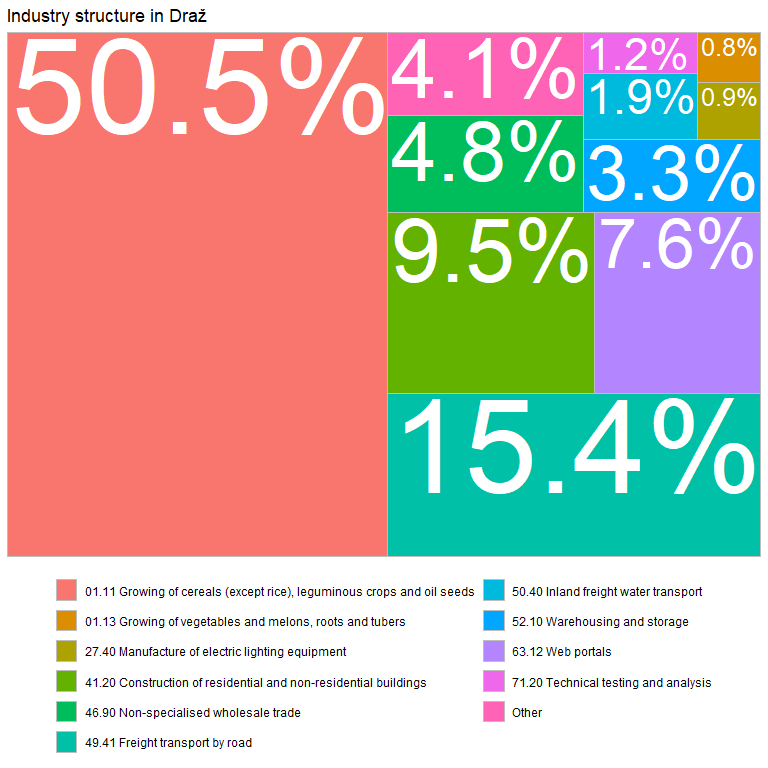 Industry structure in Draž
50.5%
4.1%
1.2%
0.8%
1.9%
0.9%
4.8%
3.3%
9.5%
7.6%
15.4%
01.11 Growing of cereals (except rice), leguminous crops and oil seeds
01.13 Growing of vegetables and melons, roots and tubers
27.40 Manufacture of electric lighting equipment
41.20 Construction of residential and non-residential buildings
46.90 Non-specialised wholesale trade
49.41 Freight transport by road
50.40 Inland freight water transport
52.10 Warehousing and storage
63.12 Web portals
71.20 Technical testing and analysis
Other